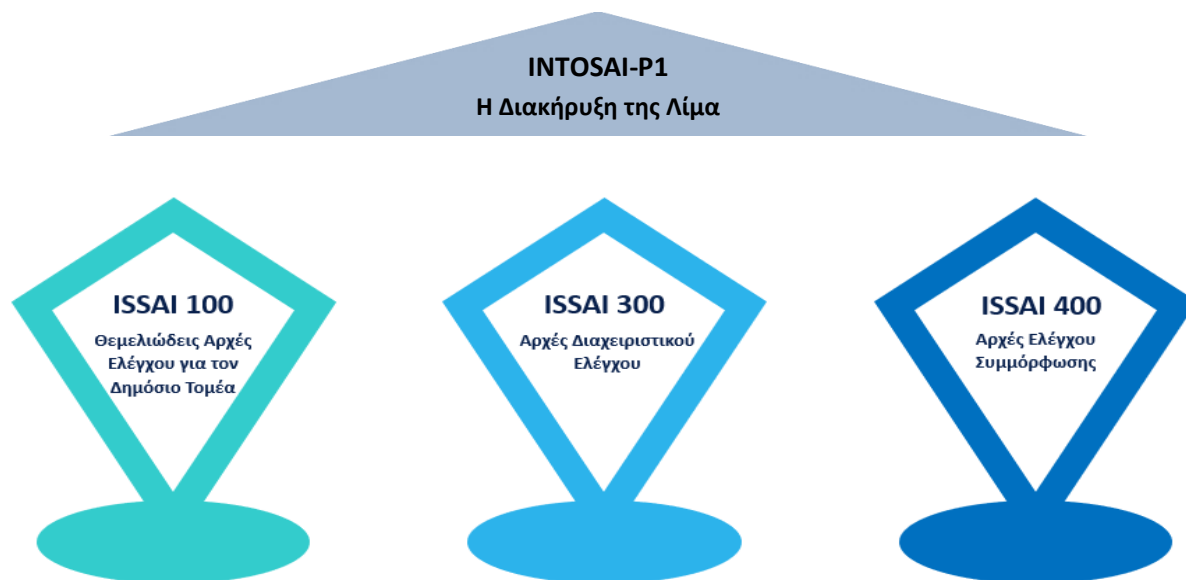 INTOSAI-P1
Η Διακήρυξη της Λίμα
ISSAI 100
Θεμελιώδεις Αρχές
Ελέγχου για τον
Δημόσιο Τομέα
ISSAI 300
Αρχές Διαχειριστικού
Ελέγχου
ISSAI 400
Αρχές Ελέγχου
Συμμόρφωσης